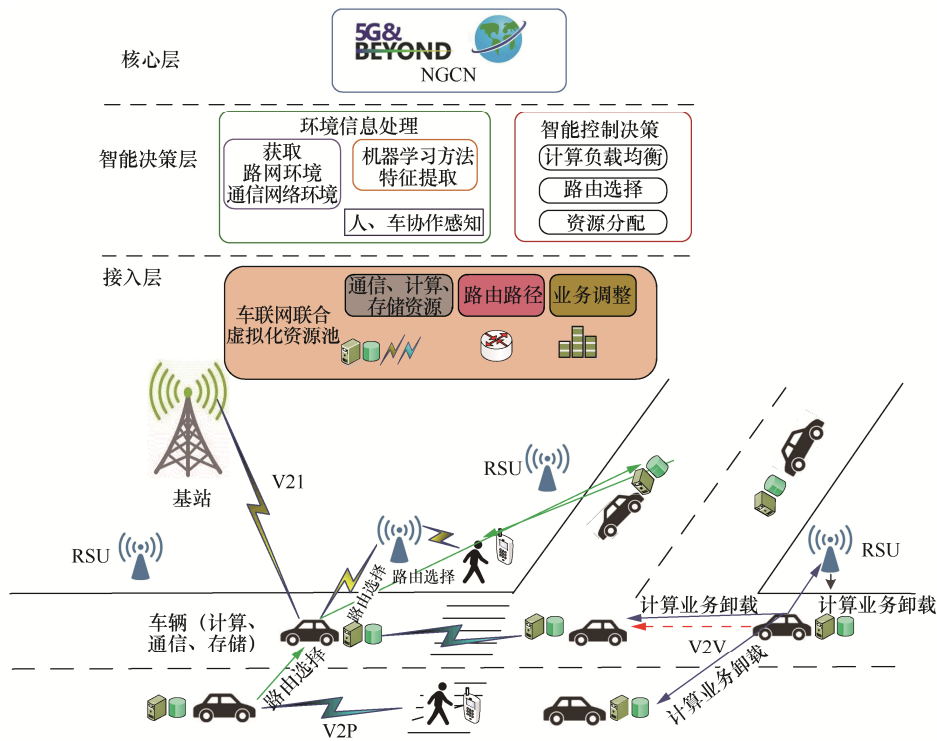 5G&
BEYOND
NGCN
核心层
环境信息处理
获取
路网环境
通信网络环境
机器学习方法
特征提取
人、车协作感知
智能决策层
智能控制决策
计算负载均衡
路由选择
资源分配
接入层
车联网联合
虚拟化资源池
通信、计算、
存储资源
路由路径
业务调整
基站
V21
RSU
RSU
RSU
路由选择
路由选择
车辆（计算、
通信、存储）
计算业务卸载
计算业务卸载
V2V
路由选择
计算业务卸载
V2P